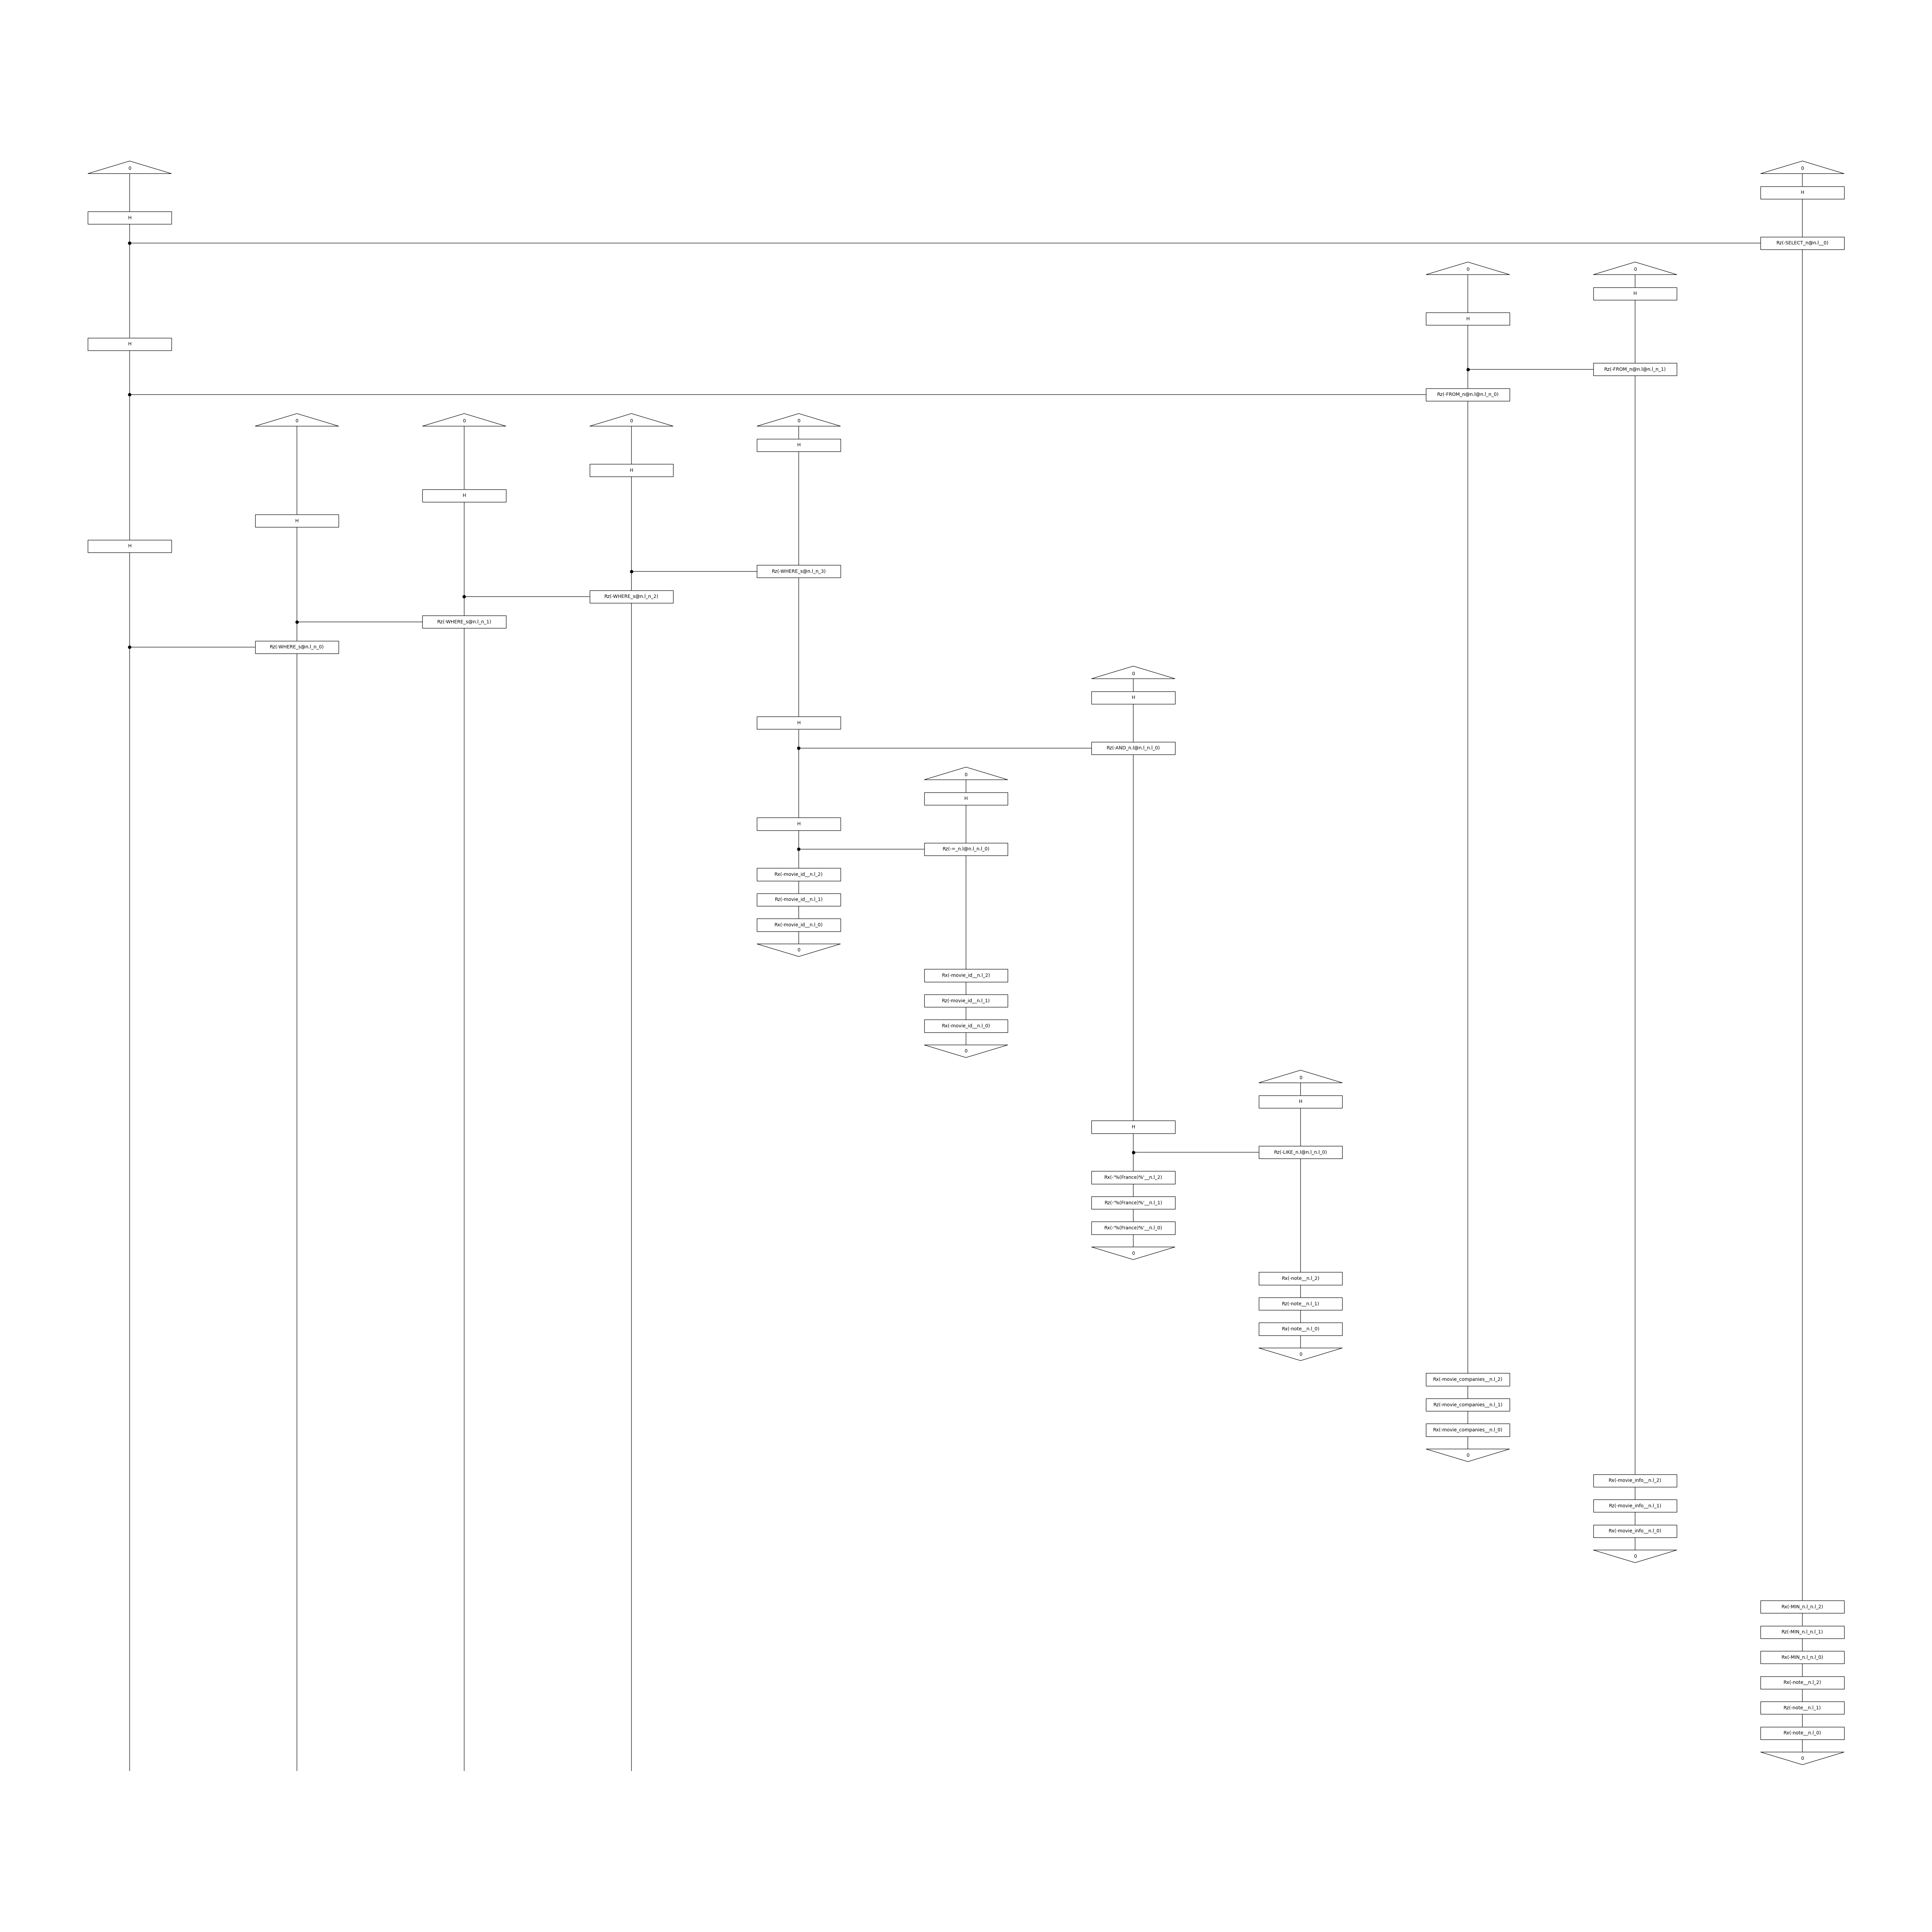 0 0
H
H
Rz(-SELECT_n@n.l__0)
0 0
H
H
H
Rz(-FROM_n@n.l@n.l_n_1)
Rz(-FROM_n@n.l@n.l_n_0)
0 0 0 0
H
H
H
H
H
Rz(-WHERE_s@n.l_n_3)
Rz(-WHERE_s@n.l_n_2)
Rz(-WHERE_s@n.l_n_1)
Rz(-WHERE_s@n.l_n_0)
0
H
H
Rz(-AND_n.l@n.l_n.l_0)
0
H
H
Rz(-=_n.l@n.l_n.l_0)
Rx(-movie_id__n.l_2)
Rz(-movie_id__n.l_1)
Rx(-movie_id__n.l_0)
0
Rx(-movie_id__n.l_2)
Rz(-movie_id__n.l_1)
Rx(-movie_id__n.l_0)
0
0
H
H
Rz(-LIKE_n.l@n.l_n.l_0)
Rx(-'%(France)%'__n.l_2)
Rz(-'%(France)%'__n.l_1)
Rx(-'%(France)%'__n.l_0)
0
Rx(-note__n.l_2)
Rz(-note__n.l_1)
Rx(-note__n.l_0)
0
Rx(-movie_companies__n.l_2)
Rz(-movie_companies__n.l_1)
Rx(-movie_companies__n.l_0)
0
Rx(-movie_info__n.l_2)
Rz(-movie_info__n.l_1)
Rx(-movie_info__n.l_0)
0
Rx(-MIN_n.l_n.l_2)
Rz(-MIN_n.l_n.l_1)
Rx(-MIN_n.l_n.l_0)
Rx(-note__n.l_2)
Rz(-note__n.l_1)
Rx(-note__n.l_0)
0